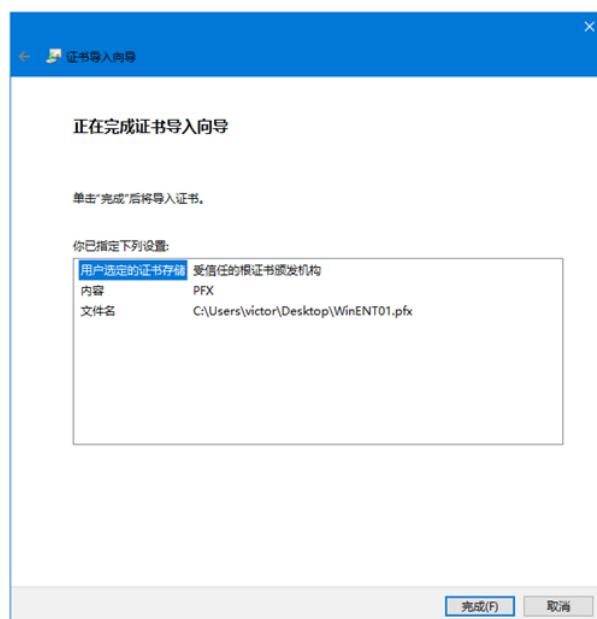 证书导入向导
正在完成证书导入向导
单击“完成”后将导入证书。
你已指定下列设置:
用户选定的证书存储 受信任的根证书颁发机构
内容 PFX
文件名 C:\Users\victor\Desktop\WinENT01.pfx
完成(F) 取消